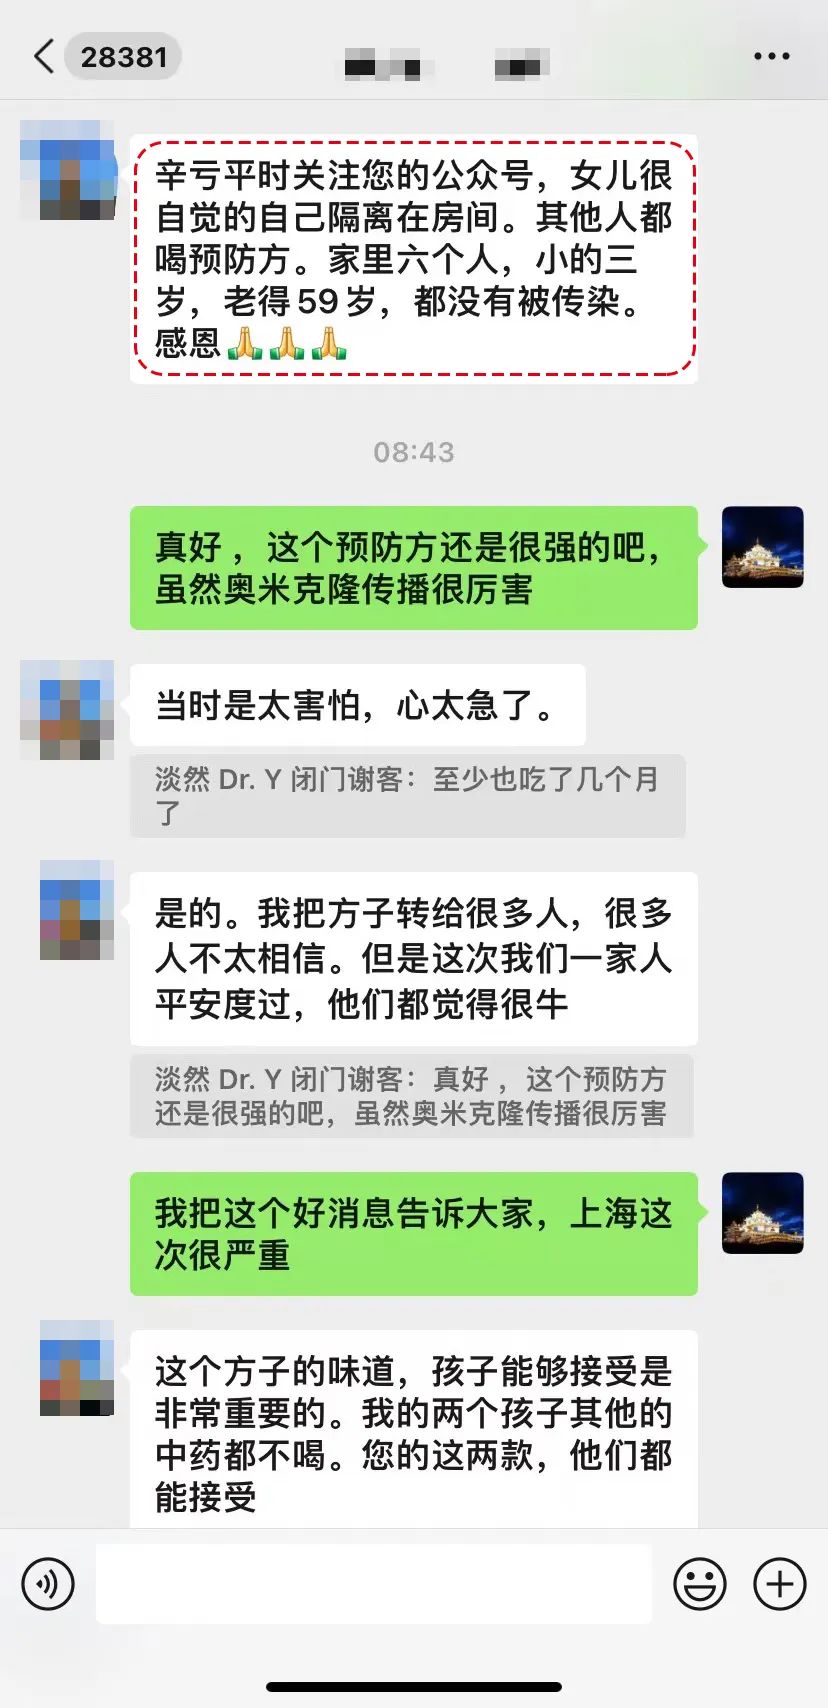 28381
辛亏平时关注您的公众号，女儿很
自觉的自己隔离在房间。其他人都
喝预防方。家里六个人，小的三
岁，老得59岁，都没有被传染。
感恩🙏🙏🙏
08:43
真好 ，这个预防方还是很强的吧，
虽然奥米克隆传播很厉害
当时是太害怕，心太急了。
淡然 Dr. Y 闭门谢客：至少也吃了几个月
了
是的。我把方子转给很多人，很多
人不太相信。但是这次我们一家人
平安度过，他们都觉得很牛
淡然 Dr. Y 闭门谢客：真好 ，这个预防方
还是很强的吧，虽然奥米克隆传播很厉害
我把这个好消息告诉大家，上海这
次很严重
这个方子的味道，孩子能够接受是
非常重要的。我的两个孩子其他的
中药都不喝。您的这两款，他们都
能接受